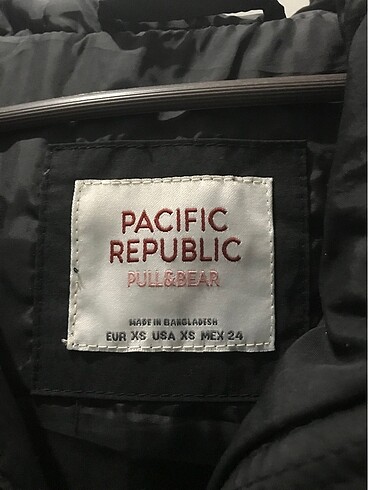 PACIFIC
REPUBLIC
PULL&BEAR
MADE IN BANGLADESH
EUR XS USA XS MEX 24